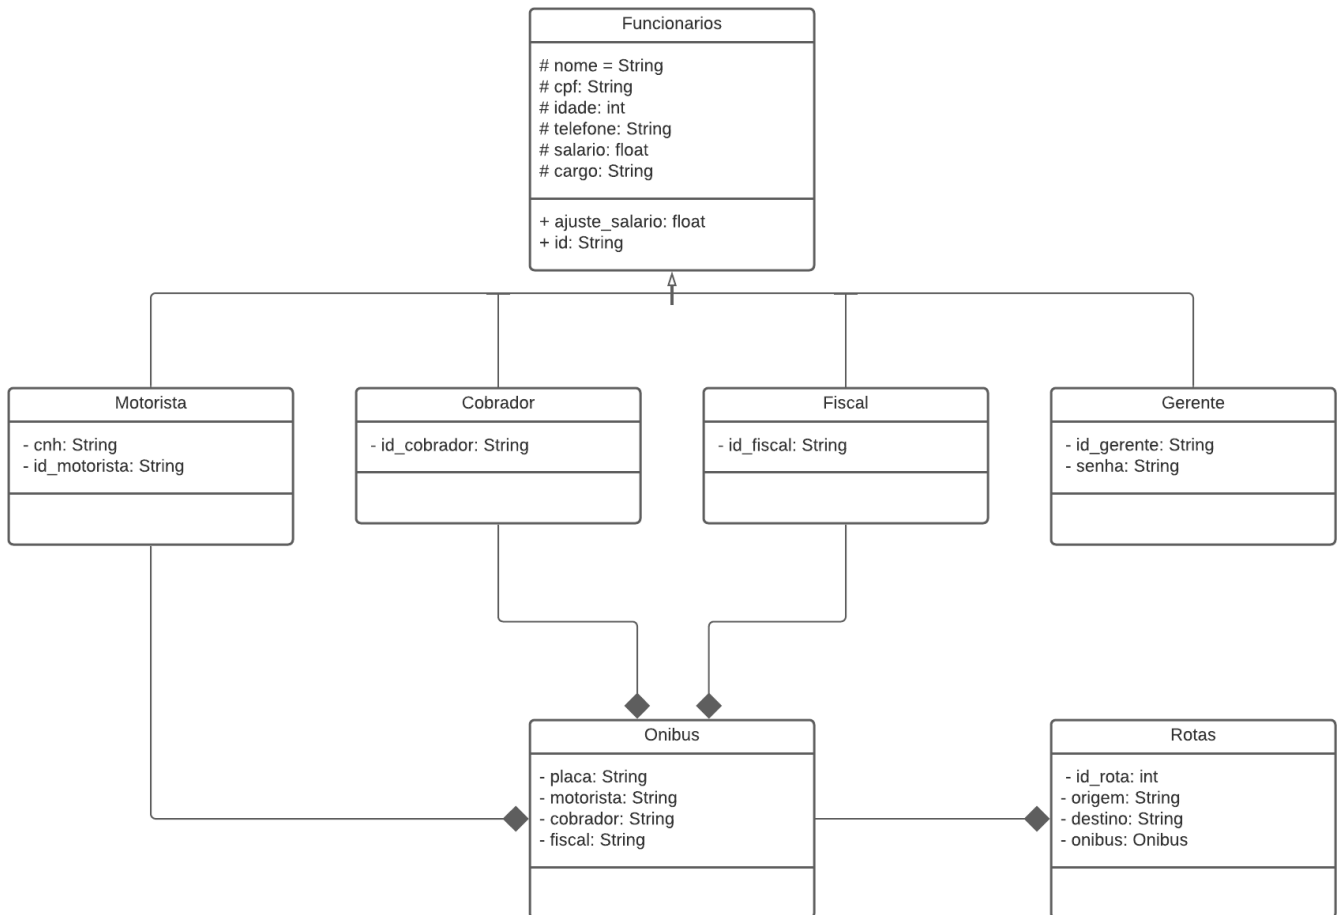 Funcionarios
# nome = String
# cpf: String
# idade: int
# telefone: String
# salario: float
# cargo: String
+ ajuste_salario: float
+ id: String
Motorista
- cnh: String
- id_motorista: String
Cobrador
- id_cobrador: String
Fiscal
- id_fiscal: String
Gerente
- id_gerente: String
- senha: String
Onibus
- placa: String
- motorista: String
- cobrador: String
- fiscal: String
Rotas
- id_rota: int
- origem: String
- destino: String
- onibus: Onibus